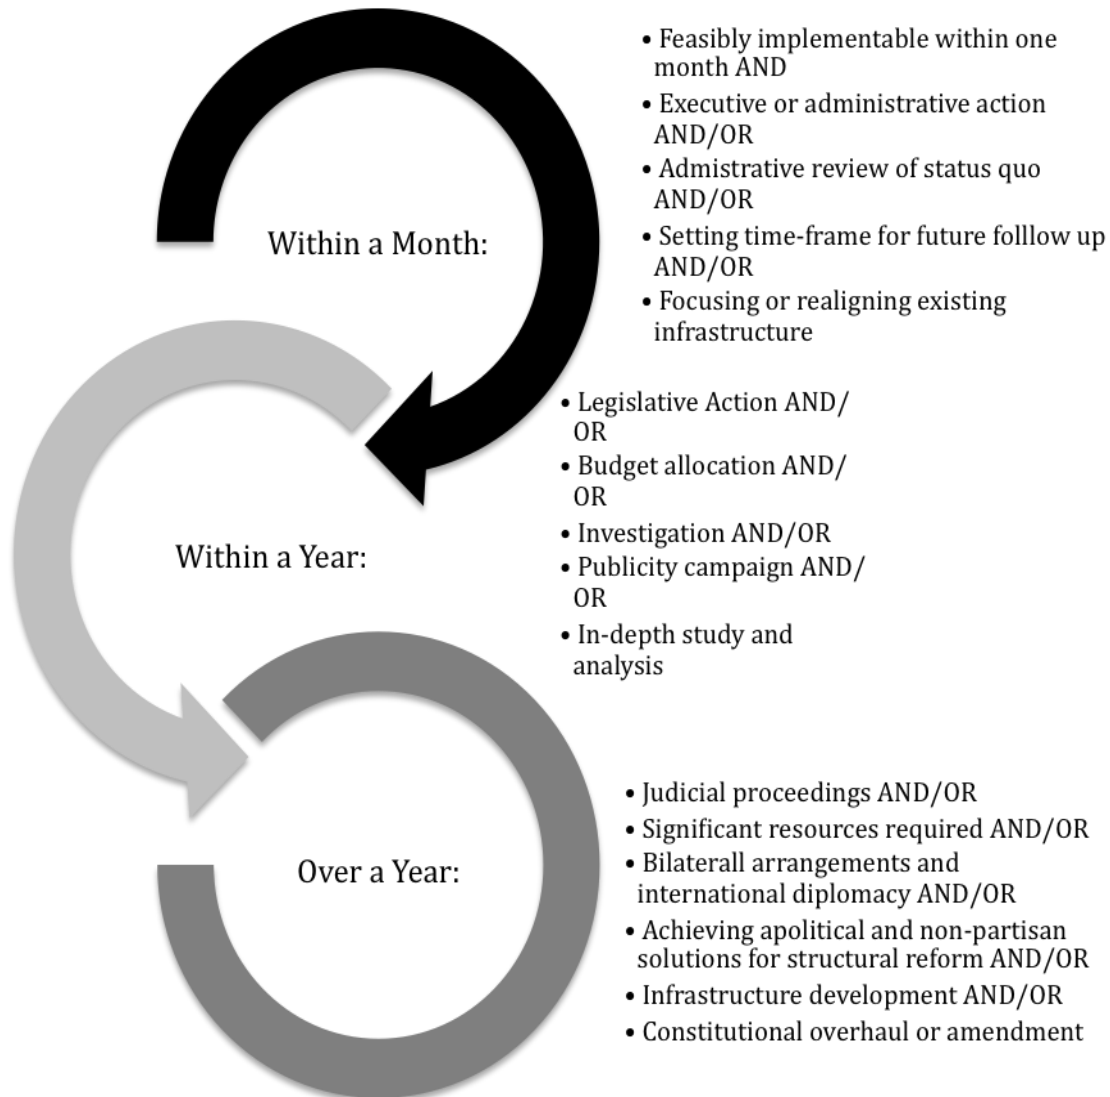 • Feasibly implementable within one
month AND
• Executive or administrative action
AND/OR
• Admistrative review of status quo
AND/OR
Within a Month:
• Setting time-frame for future folllow up
AND/OR
• Focusing or realigning existing
infrastructure
• Legislative Action AND/
OR
• Budget allocation AND/
OR
• Investigation AND/OR
Within a Year:
• Publicity campaign AND/
OR
• In-depth study and
analysis
• Judicial proceedings AND/OR
• Significant resources required AND/OR
Over a Year:
• Bilaterall arrangements and
international diplomacy AND/OR
• Achieving apolitical and non-partisan
solutions for structural reform AND/OR
• Infrastructure development AND/OR
• Constitutional overhaul or amendment